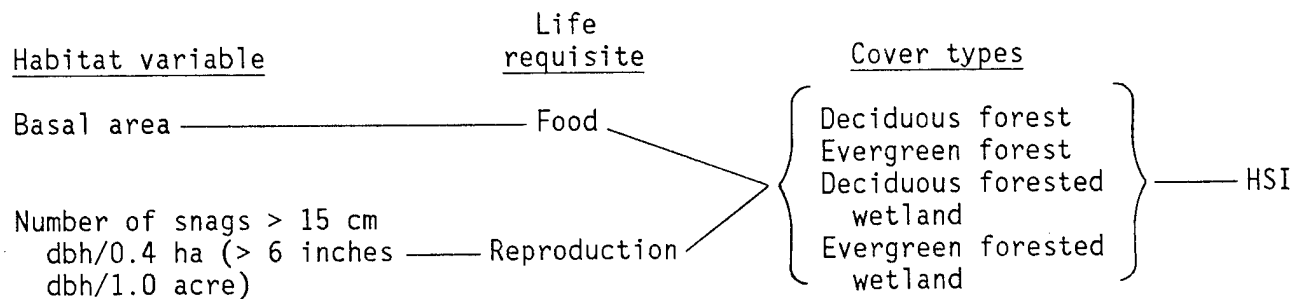 Habitat variable
Life
requisite
Cover types
Basal area
Food
Number of snags > 15 cm
dbh/0.4 ha (> 6 inches
dbh/1.0 acre)
Reproduction
Deciduous forest
Evergreen forest
Deciduous forested
wetland
Evergreen forested
wetland
HSI